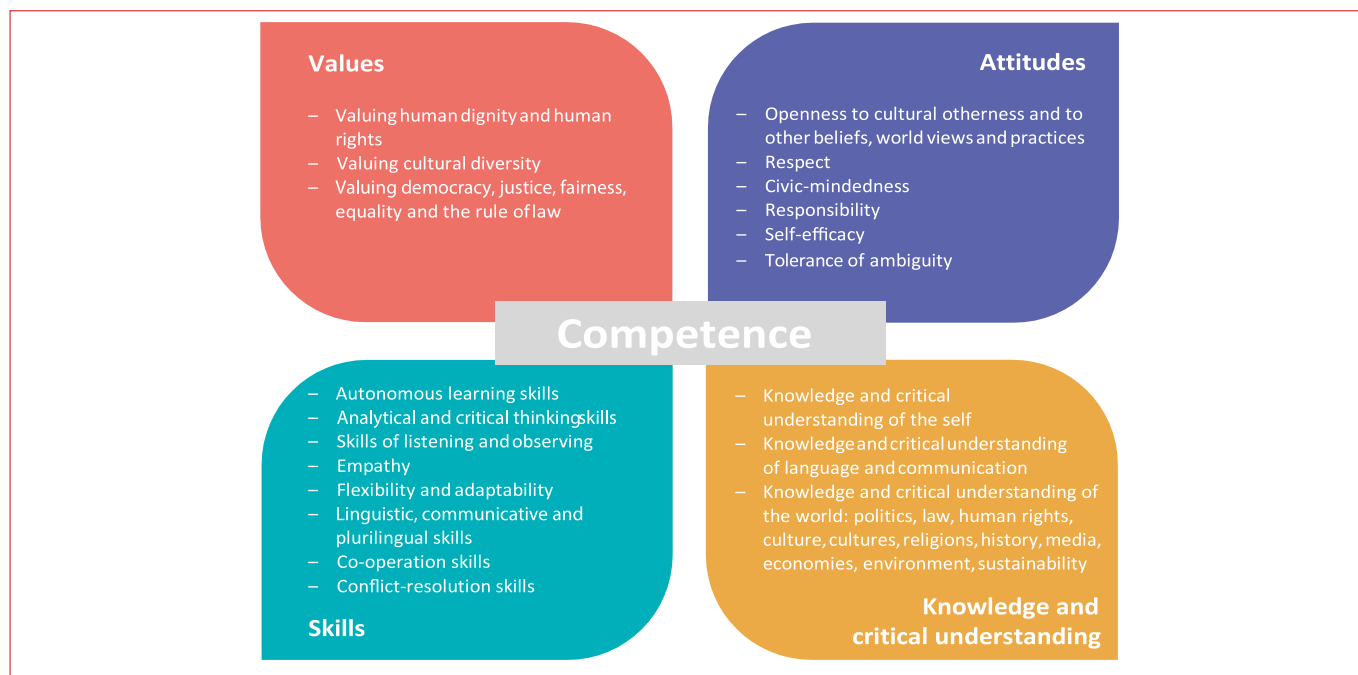 Values
– Valuing human dignity and human
rights
– Valuing cultural diversity
– Valuing democracy, justice, fairness,
equality and the rule of law
Attitudes
– Openness to cultural otherness and to
other beliefs, world views and practices
– Respect
– Civic-mindedness
– Responsibility
– Self-efficacy
– Tolerance of ambiguity
Competence
– Autonomous learning skills
– Analytical and critical thinking skills
– Skills of listening and observing
– Empathy
– Flexibility and adaptability
– Linguistic, communicative and
plurilingual skills
– Co-operation skills
– Conflict-resolution skills
Skills
– Knowledge and critical
understanding of the self
– Knowledge and critical understanding
of language and communication
– Knowledge and critical understanding of
the world: politics, law, human rights,
culture, cultures, religions, history, media,
economies, environment, sustainability
Knowledge and
critical understanding